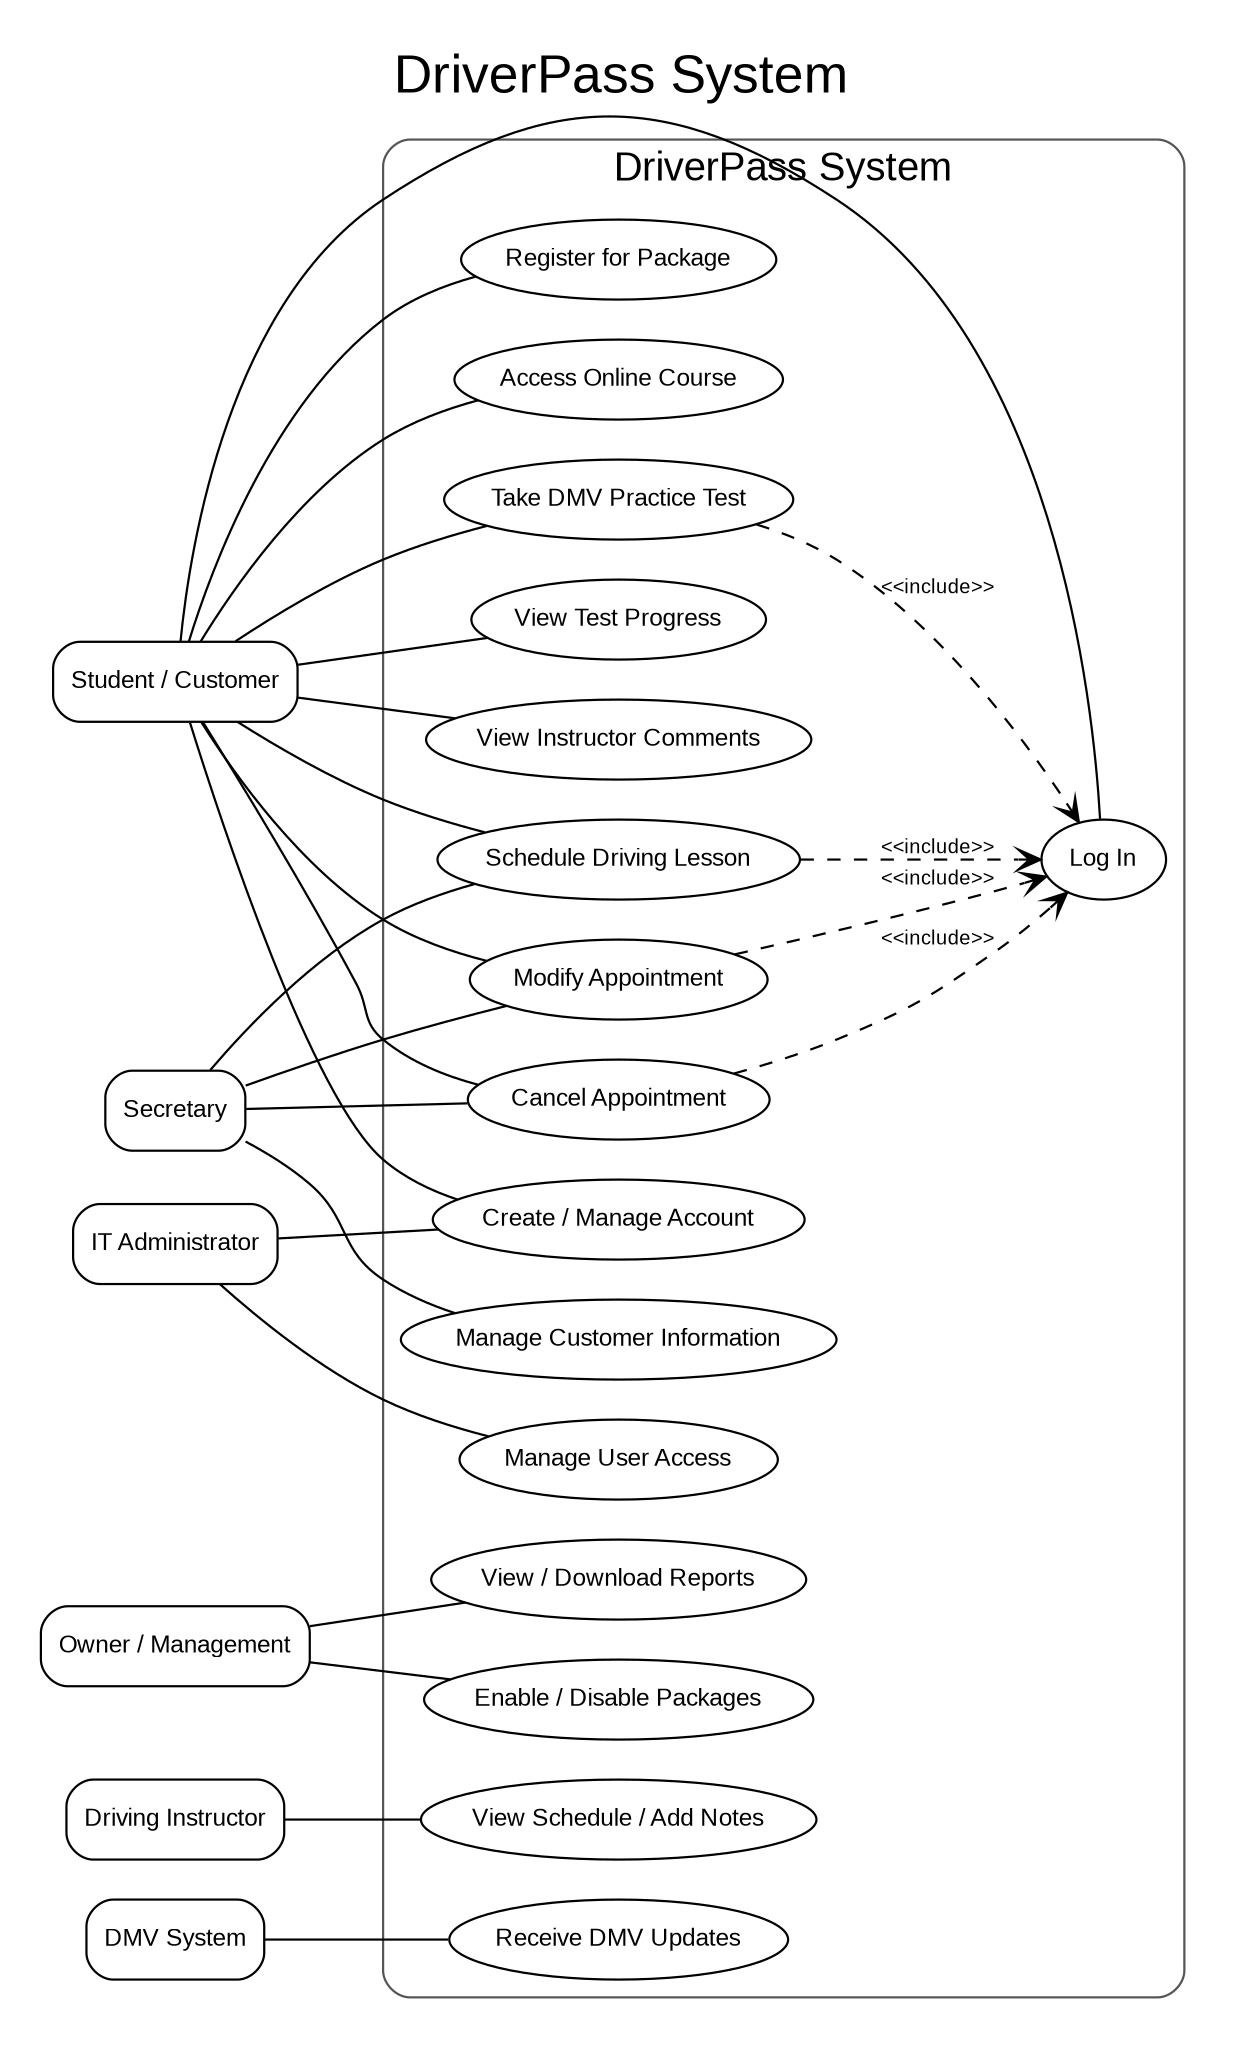 DriverPass System
DriverPass System
Register for Package
Access Online Course
Take DMV Practice Test
<<include>>
View Test Progress
Student / Customer
View Instructor Comments
<<include>>
Schedule Driving Lesson
Log In
<<include>>
<<include>>
Modify Appointment
Cancel Appointment
Secretary
Create / Manage Account
IT Administrator
Manage Customer Information
Manage User Access
View / Download Reports
Owner / Management
Enable / Disable Packages
Driving Instructor
View Schedule / Add Notes
DMV System
Receive DMV Updates